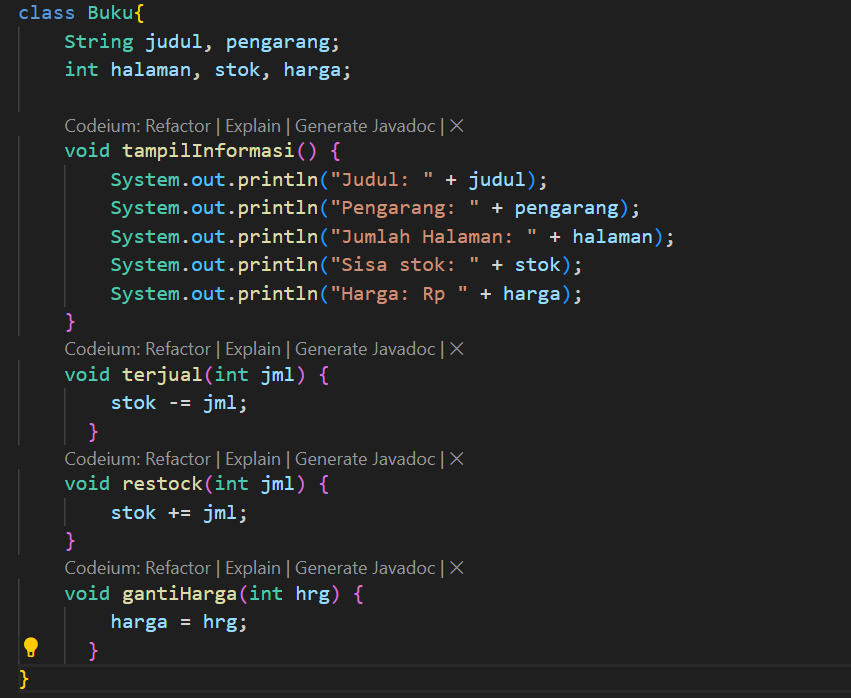 class Buku{
    String judul, pengarang;
    int halaman, stok, harga;
    Codeium: Refactor | Explain | Generate Javadoc | ×
    void tampilInformasi() {
        System.out.println("Judul: " + judul);
        System.out.println("Pengarang: " + pengarang);
        System.out.println("Jumlah Halaman: " + halaman);
        System.out.println("Sisa stok: " + stok);
        System.out.println("Harga: Rp " + harga);
    }
    Codeium: Refactor | Explain | Generate Javadoc | ×
    void terjual(int jml) {
        stok -= jml;
      }
    Codeium: Refactor | Explain | Generate Javadoc | ×
    void restock(int jml) {
        stok += jml;
    }
    Codeium: Refactor | Explain | Generate Javadoc | ×
    void gantiHarga(int hrg) {
        harga = hrg;
      }
}